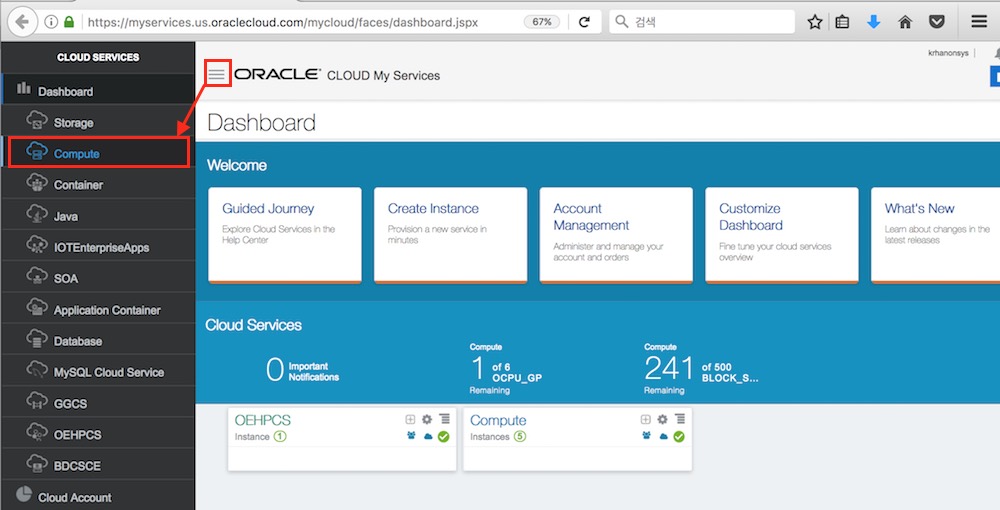 https://myservices.us.oraclecloud.com/mycloud/faces/dashboard.jspx
67%
검색
CLOUD SERVICES
Dashboard
Storage
Compute
Container
Java
IOTEnterpriseApps
SOA
Application Container
Database
MySQL Cloud Service
GGCS
OEHPCS
BDCSCE
Cloud Account
krhanonsys
ORACLE® CLOUD My Services
Dashboard
Welcome
Guided Journey
Explore Cloud Services in the
Help Center
Create Instance
Provision a new service in
minutes
Account
Management
Administer and manage your
account and orders
Customize
Dashboard
Fine tune your cloud services
overview
What's New
Learn about changes in the
latest releases
Cloud Services
0 Important
Notifications
Compute
1 of 6
OCPU_GP
Remaining
Compute
241 of 500
BLOCK_S...
Remaining
OEHPCS
Instance 1
Compute
Instances 5